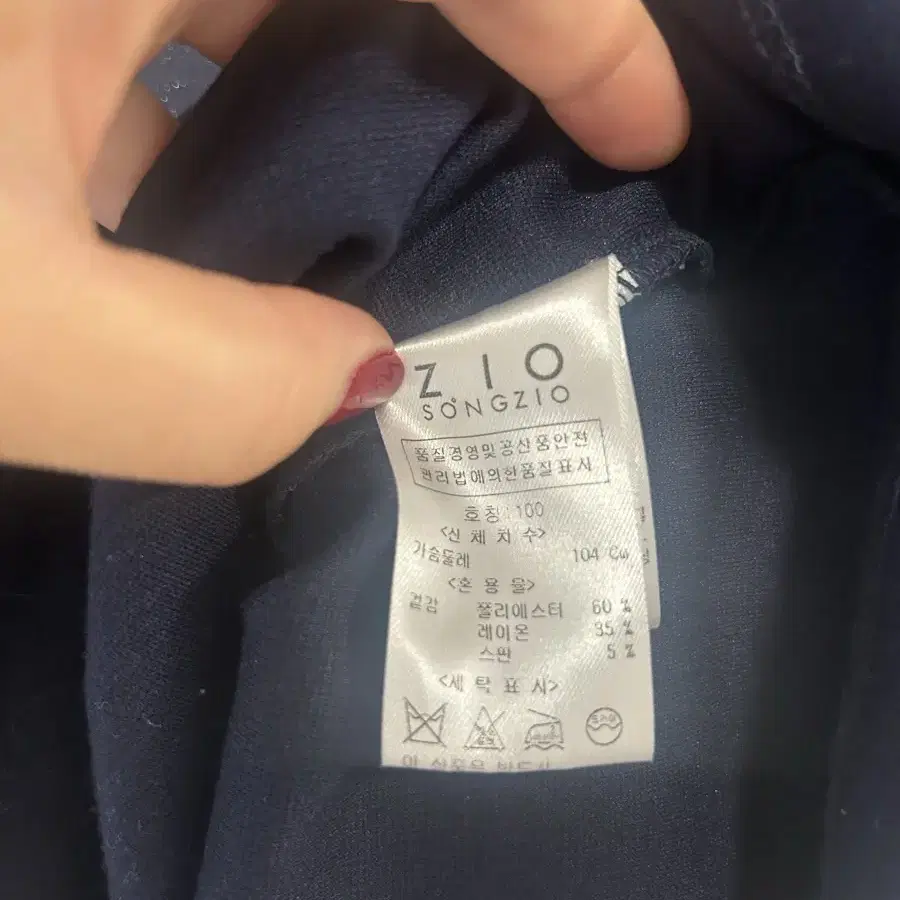 ZIO
SONGZIO
품질경영및공산품안전
관리법에의한품질표시
호칭:100
<신체치수>
가슴둘레 104 Cm
<혼용율>
겉감 폴리에스터 60 %
레이온 35 %
스판 5 %
<세탁표시>